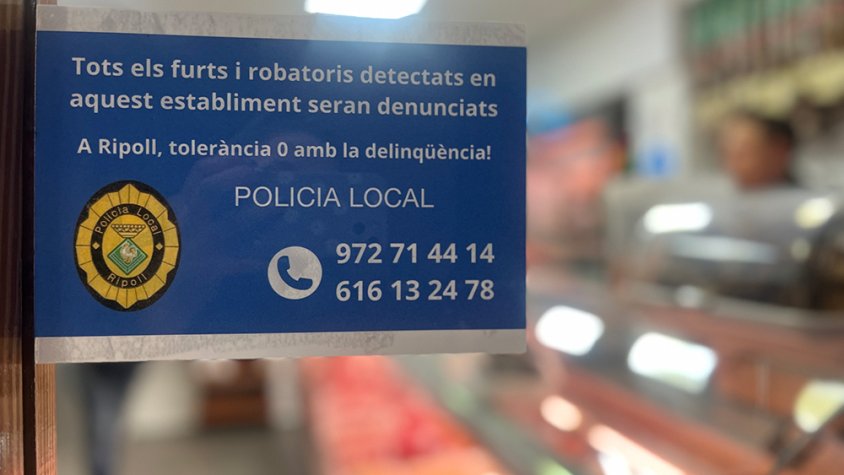 Tots els furts i robatoris detectats en
aquest establiment seran denunciats
A Ripoll, tolerància 0 amb la delinqüència!
POLICIA LOCAL
Policia Local
Ripoll
972 71 44 14
616 13 24 78